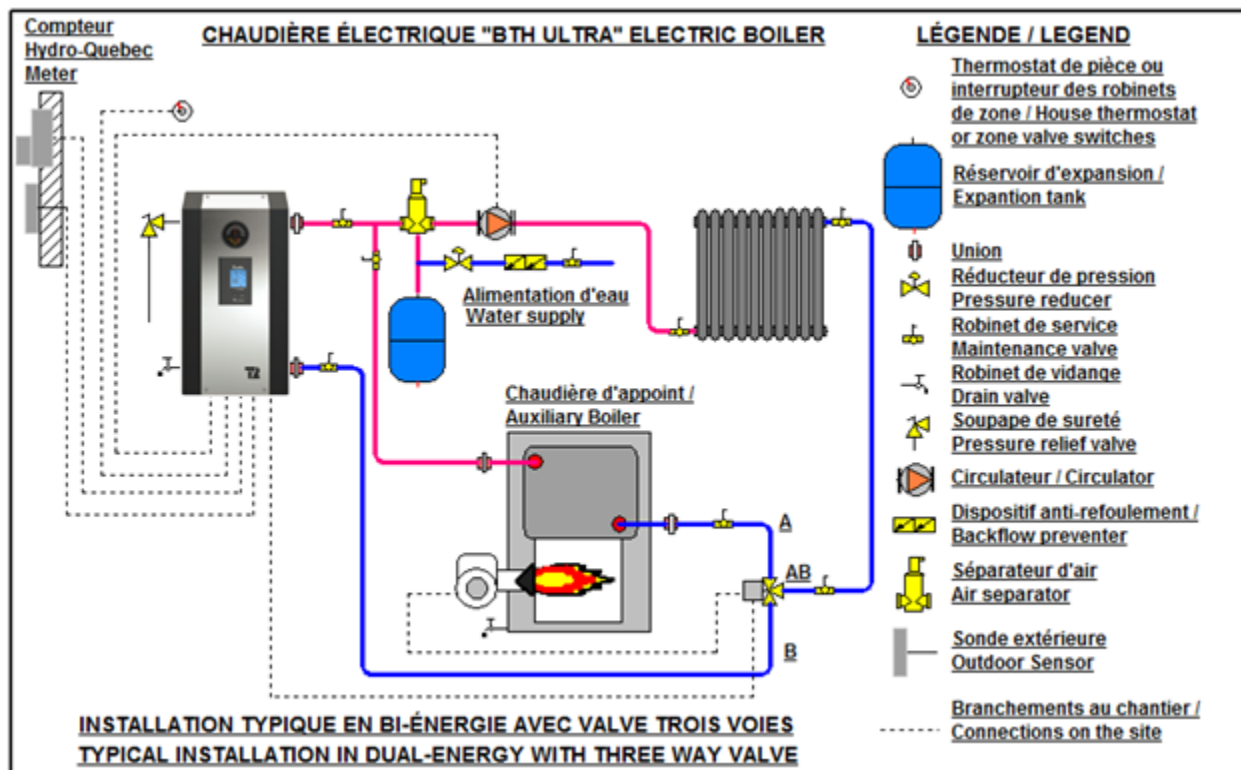 Compteur
Hydro-Quebec
Meter
CHAUDIÈRE ÉLECTRIQUE "BTH ULTRA" ELECTRIC BOILER
LÉGENDE / LEGEND
Thermostat de pièce ou
interrupteur des robinets
de zone / House thermostat
or zone valve switches
Réservoir d'expansion /
Expantion tank
Union
Réducteur de pression
Pressure reducer
Robinet de service
Maintenance valve
Robinet de vidange
Drain valve
Soupape de sureté
Pressure relief valve
Circulateur / Circulator
Dispositif anti-refoulement /
Backflow preventer
Séparateur d'air
Air separator
Sonde extérieure
Outdoor Sensor
Branchements au chantier /
Connections on the site
Alimentation d'eau
Water supply
Chaudière d'appoint /
Auxiliary Boiler
A
AB
B
INSTALLATION TYPIQUE EN BI-ÉNERGIE AVEC VALVE TROIS VOIES
TYPICAL INSTALLATION IN DUAL-ENERGY WITH THREE WAY VALVE